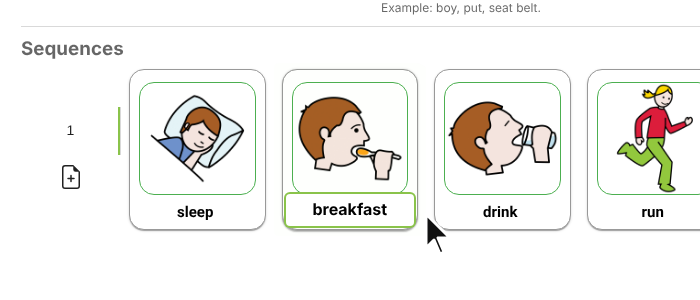 Example: boy, put, seat belt.
Sequences
1
sleep
breakfast
drink
run